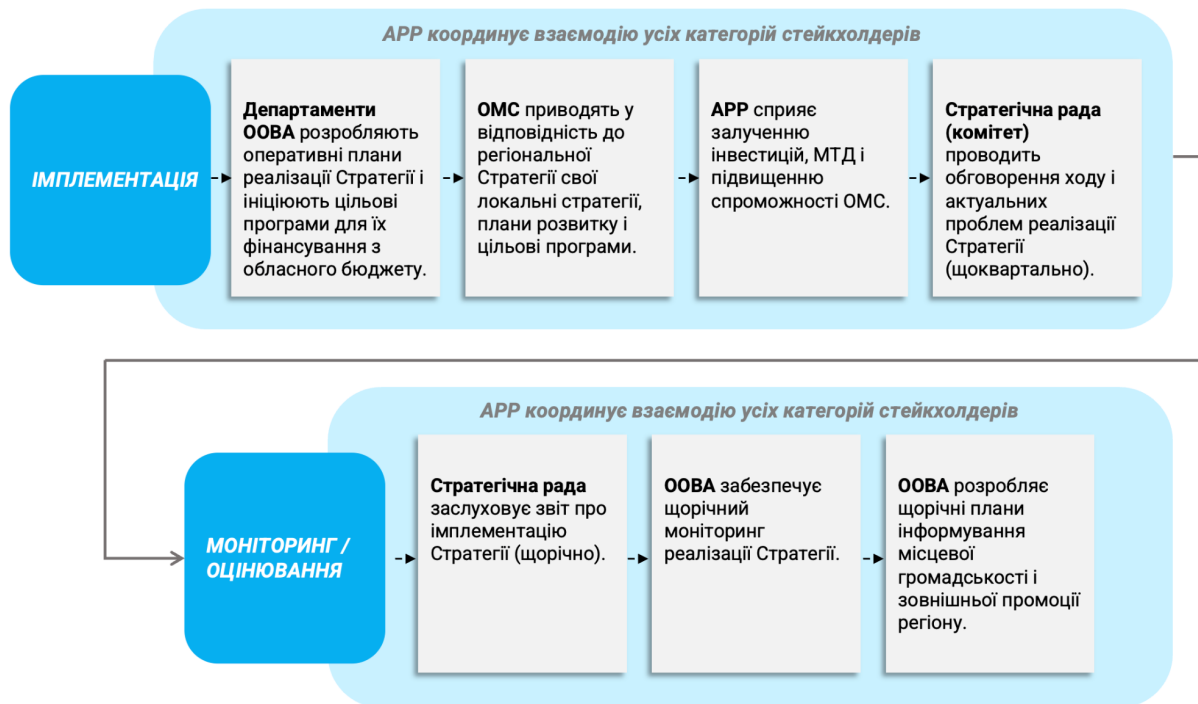 АРР координує взаємодію усіх категорій стейкхолдерів
ІМПЛЕМЕНТАЦІЯ
Департаменти
ООВА розробляють
оперативні плани
реалізації Стратегії і
ініціюють цільові
програми для їх
фінансування з
обласного бюджету.
ОМС приводять у
відповідність до
регіональної
Стратегії свої
локальні стратегії,
плани розвитку і
цільові програми.
АРР сприяє
залученню
інвестицій, МТД і
підвищенню
спроможності ОМС.
Стратегічна рада
(комітет)
проводить
обговорення ходу і
актуальних
проблем реалізації
Стратегії
(щоквартально).
АРР координує взаємодію усіх категорій стейкхолдерів
МОНІТОРИНГ /
ОЦІНЮВАННЯ
Стратегічна рада
заслуховує звіт про
імплементацію
Стратегії (щорічно).
ООВА забезпечує
щорічний
моніторинг
реалізації Стратегії.
ООВА розробляє
щорічні плани
інформування
місцевої
громадськості і
зовнішньої промоції
регіону.